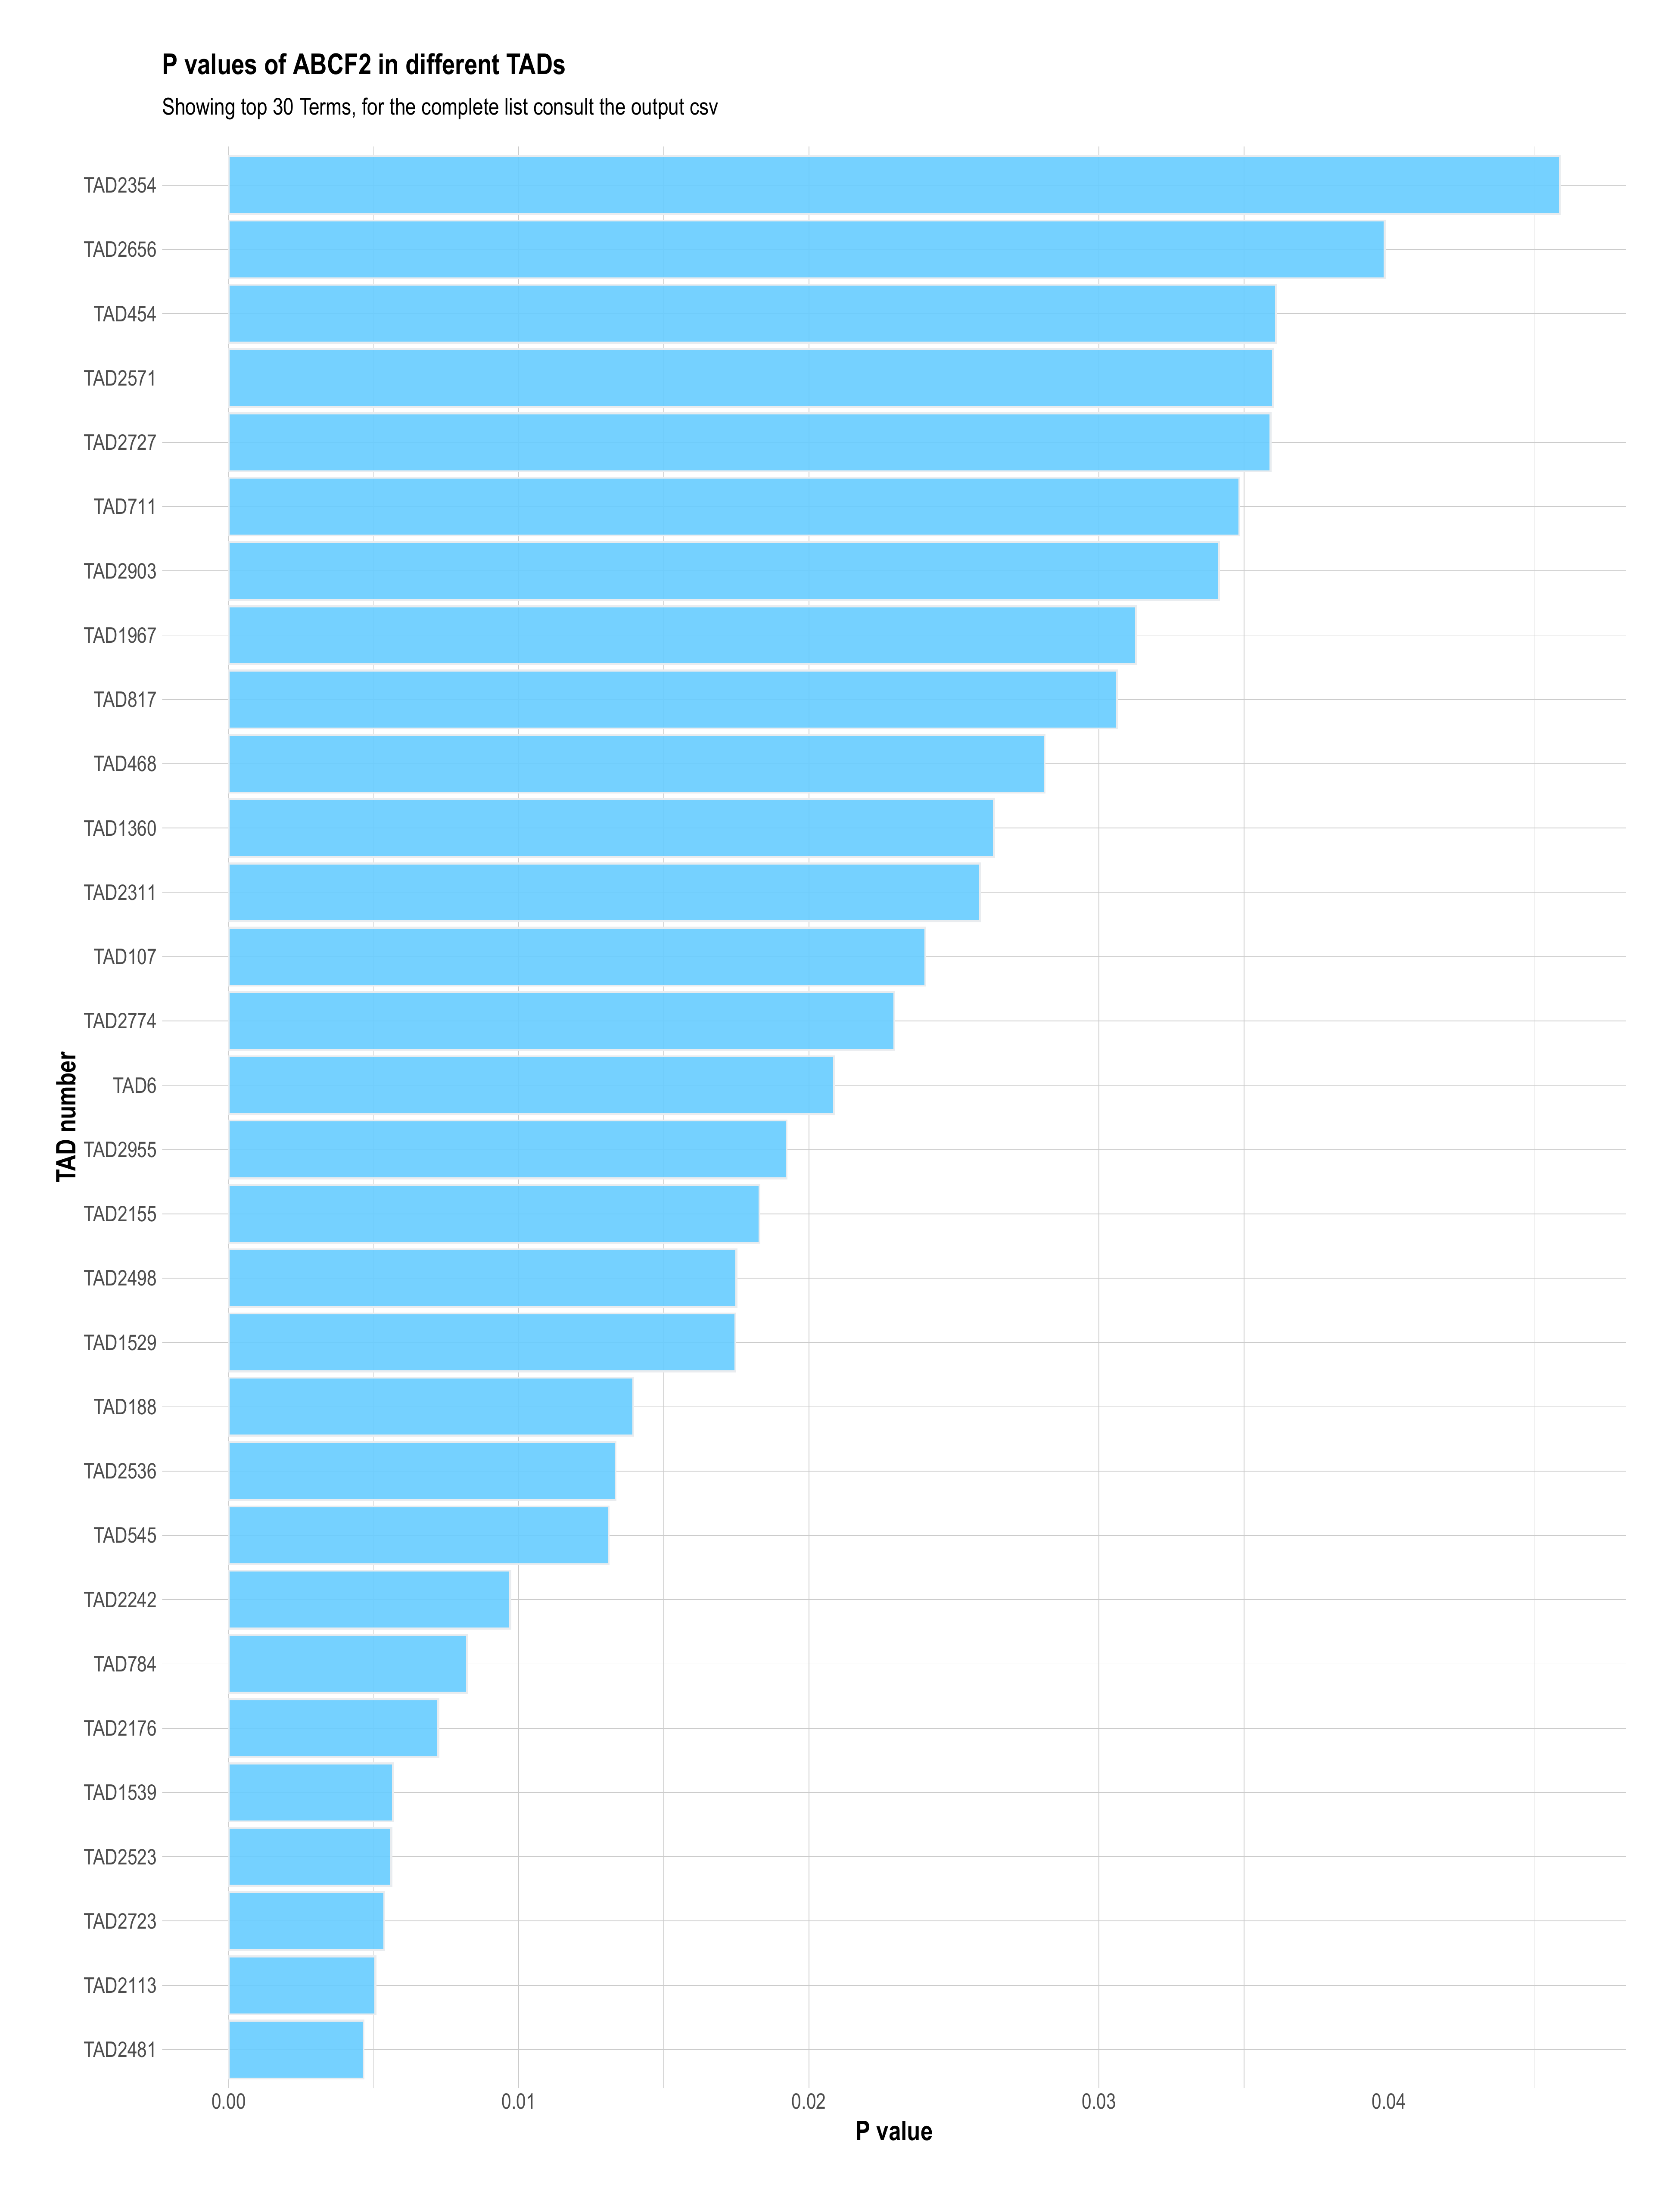 P values of ABCF2 in different TADs
Showing top 30 Terms, for the complete list consult the output csv
TAD number
TAD2354
TAD2656
TAD454
TAD2571
TAD2727
TAD711
TAD2903
TAD1967
TAD817
TAD468
TAD1360
TAD2311
TAD107
TAD2774
TAD6
TAD2955
TAD2155
TAD2498
TAD1529
TAD188
TAD2536
TAD545
TAD2242
TAD784
TAD2176
TAD1539
TAD2523
TAD2723
TAD2113
TAD2481
0.00 0.01 0.02 0.03 0.04
P value